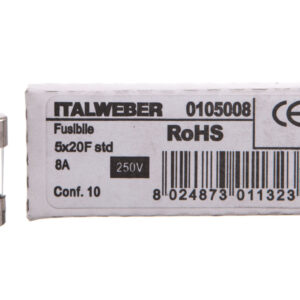 ITALWEBER 0105008
Fusibile RoHS
5x20F std
8A 250V
Conf. 10
8 024873 011323
CE